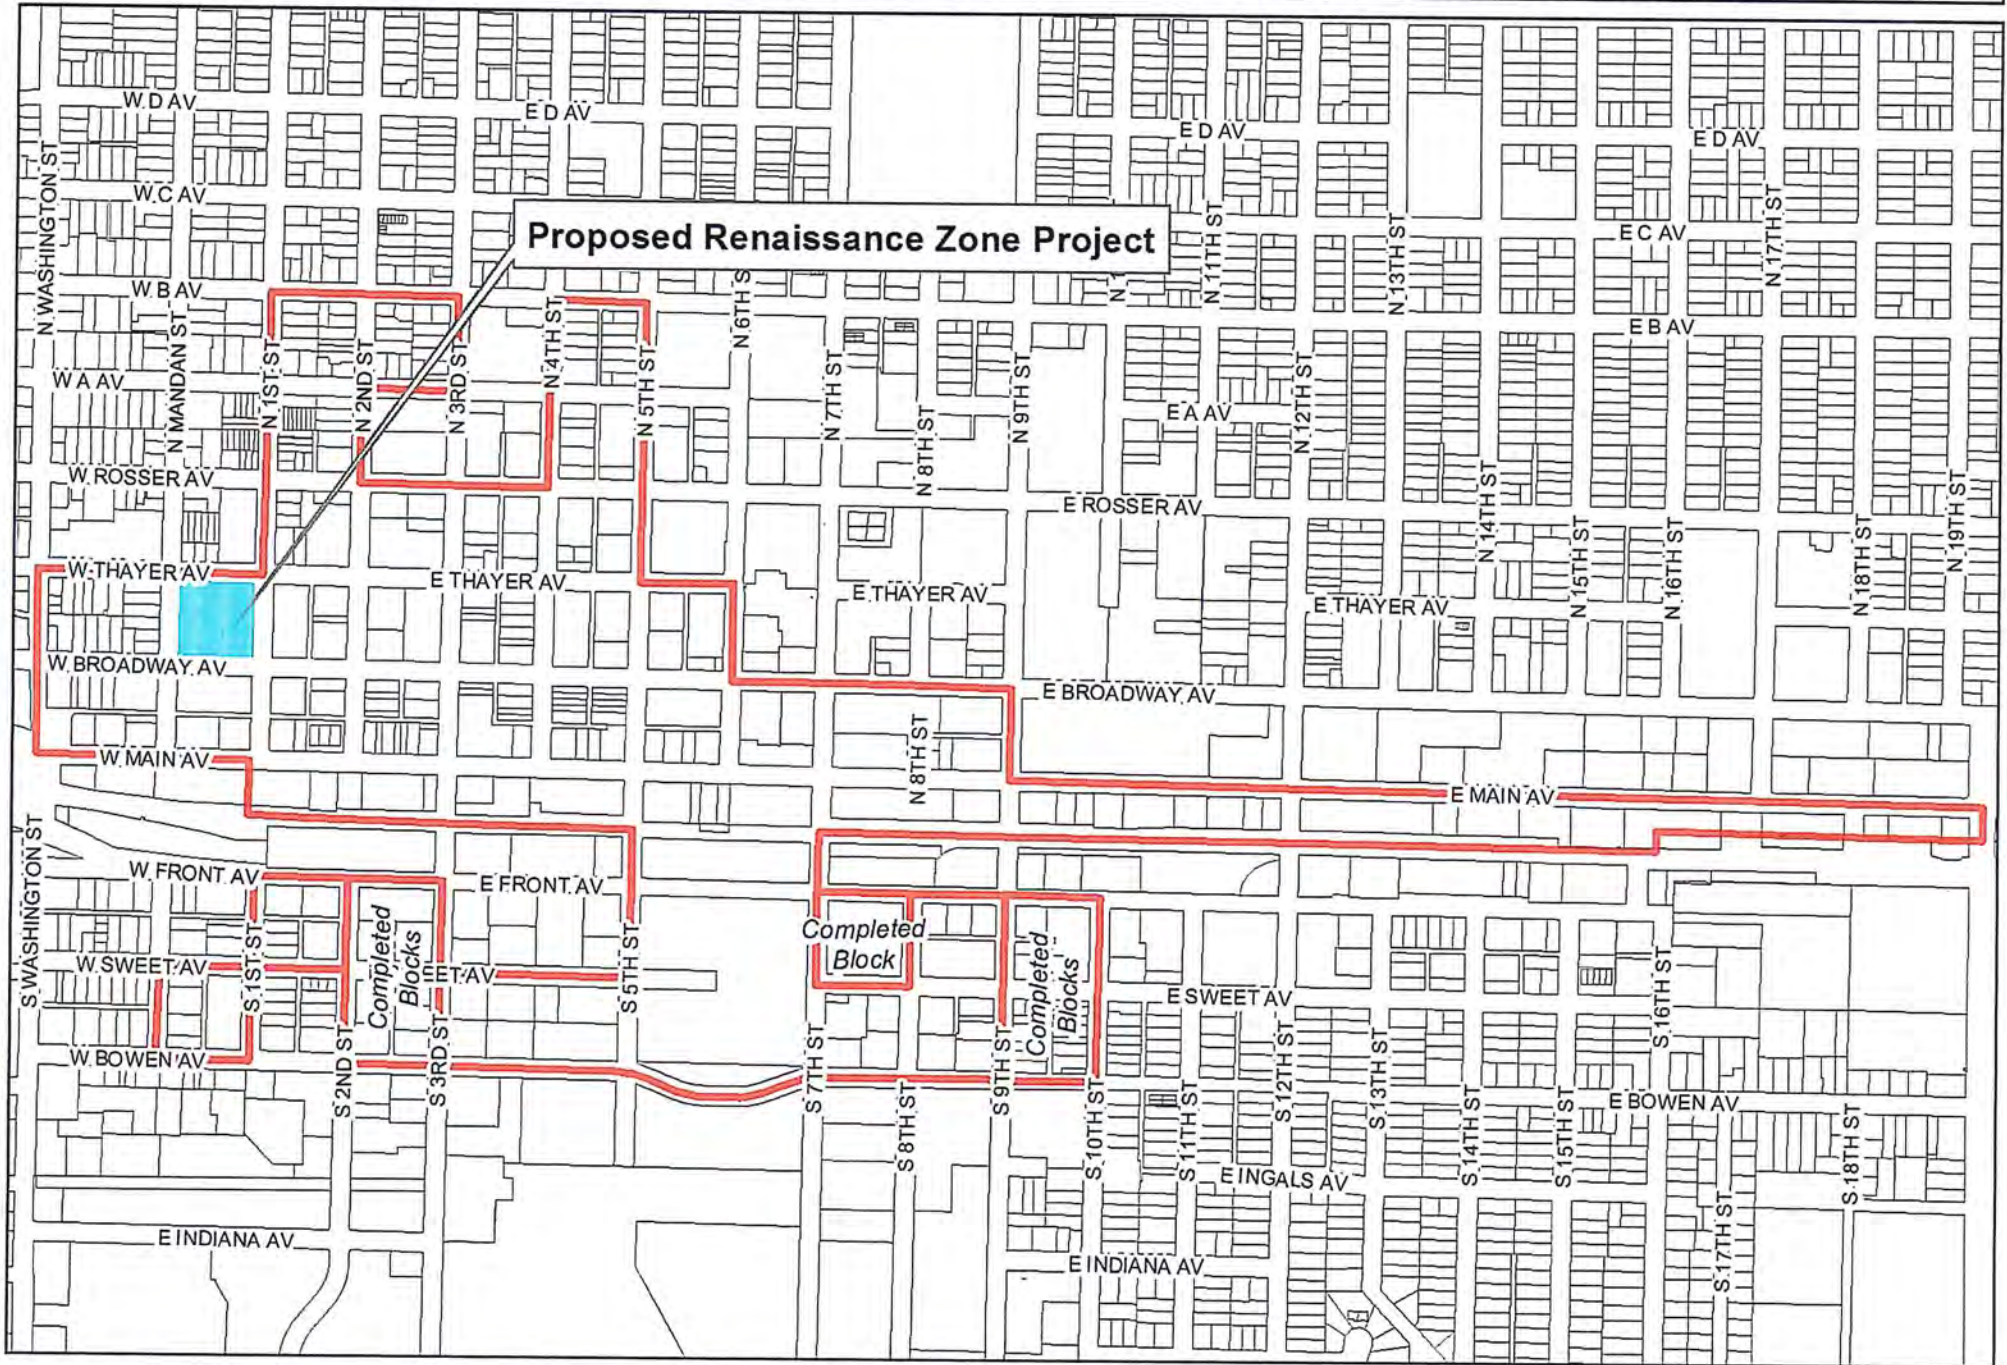 W D AV
E D AV
E D AV
E D AV
N WASHINGTON ST
W C AV
Proposed Renaissance Zone Project
N 11TH ST
N 13TH ST
E C AV
N 17TH ST
W B AV
N MANDAN ST
N 1ST ST
N 2ND ST
N 3RD ST
N 4TH ST
N 5TH ST
N 6TH S
E B AV
W A AV
N 7TH ST
N 8TH ST
N 9TH ST
E A AV
N 12TH ST
W ROSSER AV
E ROSSER AV
N 14TH ST
N 15TH ST
N 16TH ST
N 18TH ST
N 19TH ST
W THAYER AV
E THAYER AV
E THAYER AV
E THAYER AV
W BROADWAY AV
E BROADWAY AV
N 8TH ST
W MAIN AV
E MAIN AV
S WASHINGTON ST
W FRONT AV
E FRONT AV
Completed
Blocks
Completed
Block
Completed
Blocks
W SWEET AV
S 1ST ST
EET AV
S 5TH ST
E SWEET AV
S 16TH ST
W BOWEN AV
S 2ND ST
S 3RD ST
S 7TH ST
S 8TH ST
S 9TH ST
S 10TH ST
S 11TH ST
S 12TH ST
S 13TH ST
S 14TH ST
S 15TH ST
E BOWEN AV
S 17TH ST
S 18TH ST
E INGALS AV
E INDIANA AV
E INDIANA AV